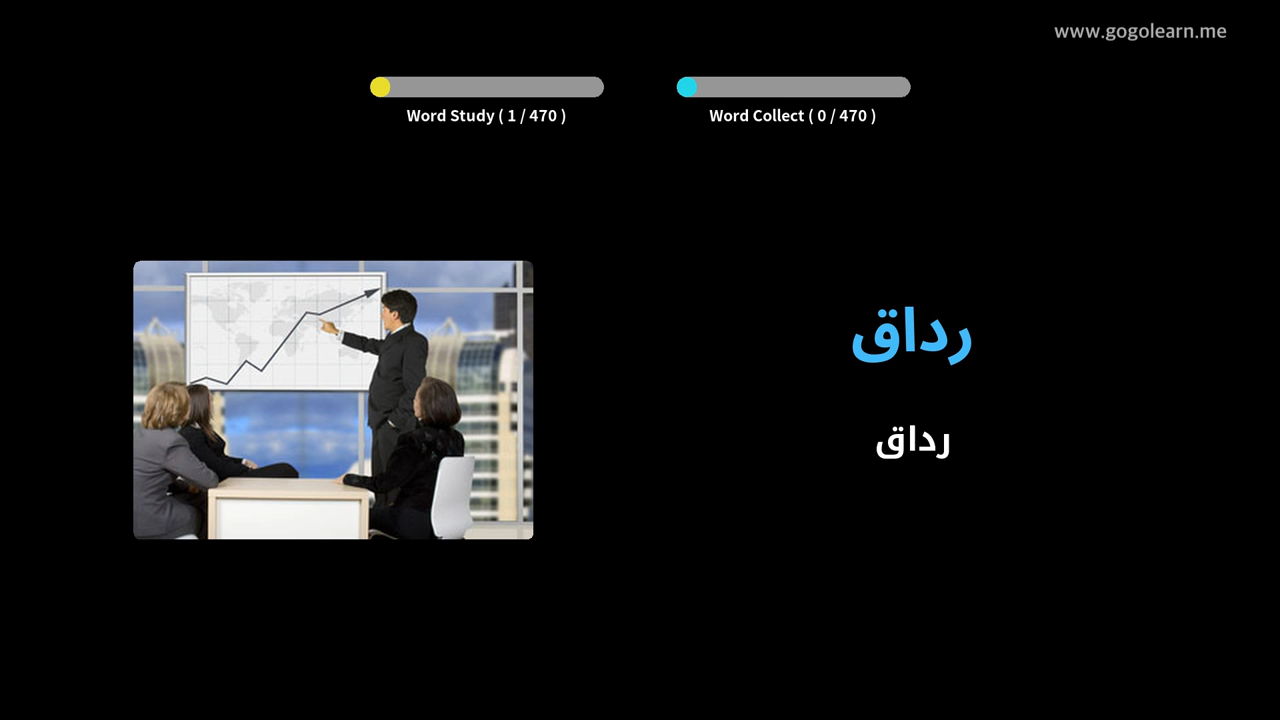 www.gogolearn.me
Word Study ( 1 / 470 )
Word Collect ( 0 / 470 )
رداق
رداق